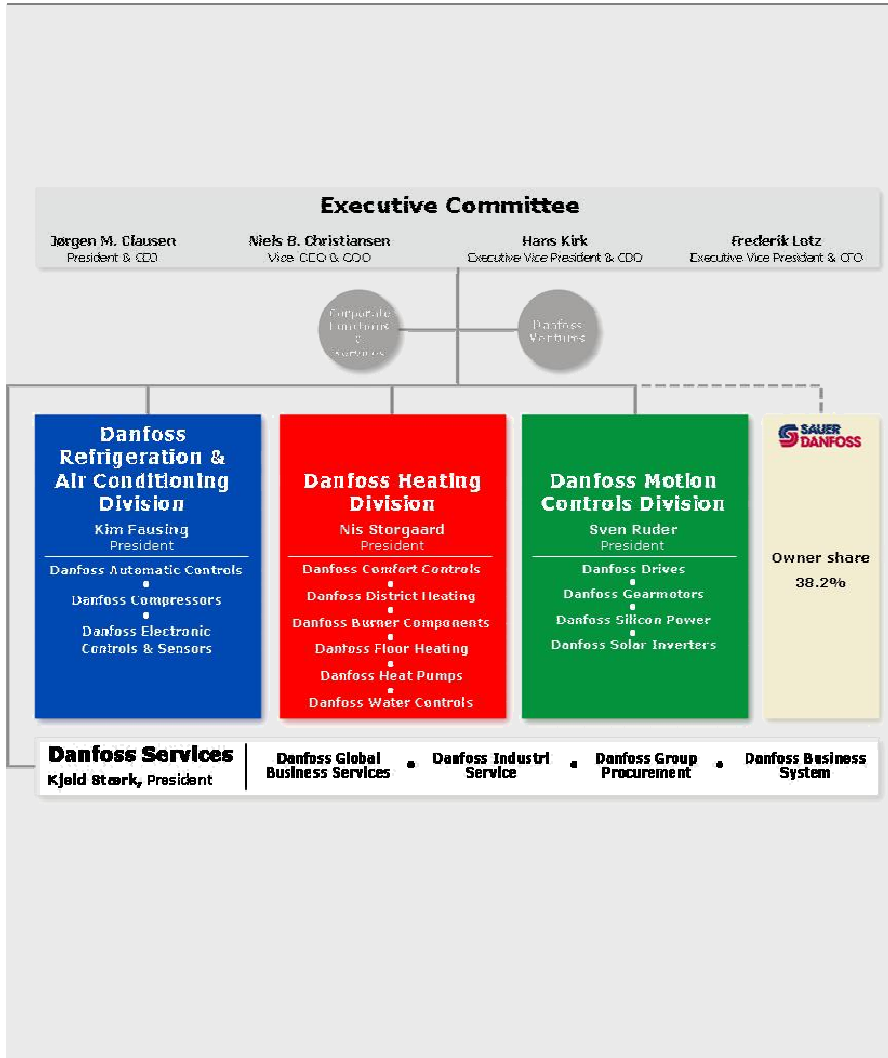 Executive Committee
Jørgen M. Clausen
President & CEO
Niels B. Christiansen
Vice CEO & COO
Hans Kirk
Executive Vice President & CDO
Frederik Lotz
Executive Vice President & CFO
Corporate
Functions
&
Danfoss
Ventures
Danfoss
Refrigeration &
Air Conditioning
Division
Kim Fausing
President
Danfoss Automatic Controls
•
Danfoss Compressors
•
Danfoss Electronic
Controls & Sensors
Danfoss Heating
Division
Nis Storgaard
President
Danfoss Comfort Controls
•
Danfoss District Heating
•
Danfoss Burner Components
•
Danfoss Floor Heating
•
Danfoss Heat Pumps
•
Danfoss Water Controls
Danfoss Motion
Controls Division
Sven Ruder
President
Danfoss Drives
•
Danfoss Gearmotors
•
Danfoss Silicon Power
•
Danfoss Solar Inverters
SAUER
DANFOSS
Owner share
38.2%
Danfoss Services
Kjeld Stærk, President
Danfoss Global
Business Services
•
Danfoss Industri
Service
•
Danfoss Group
Procurement
•
Danfoss Business
System